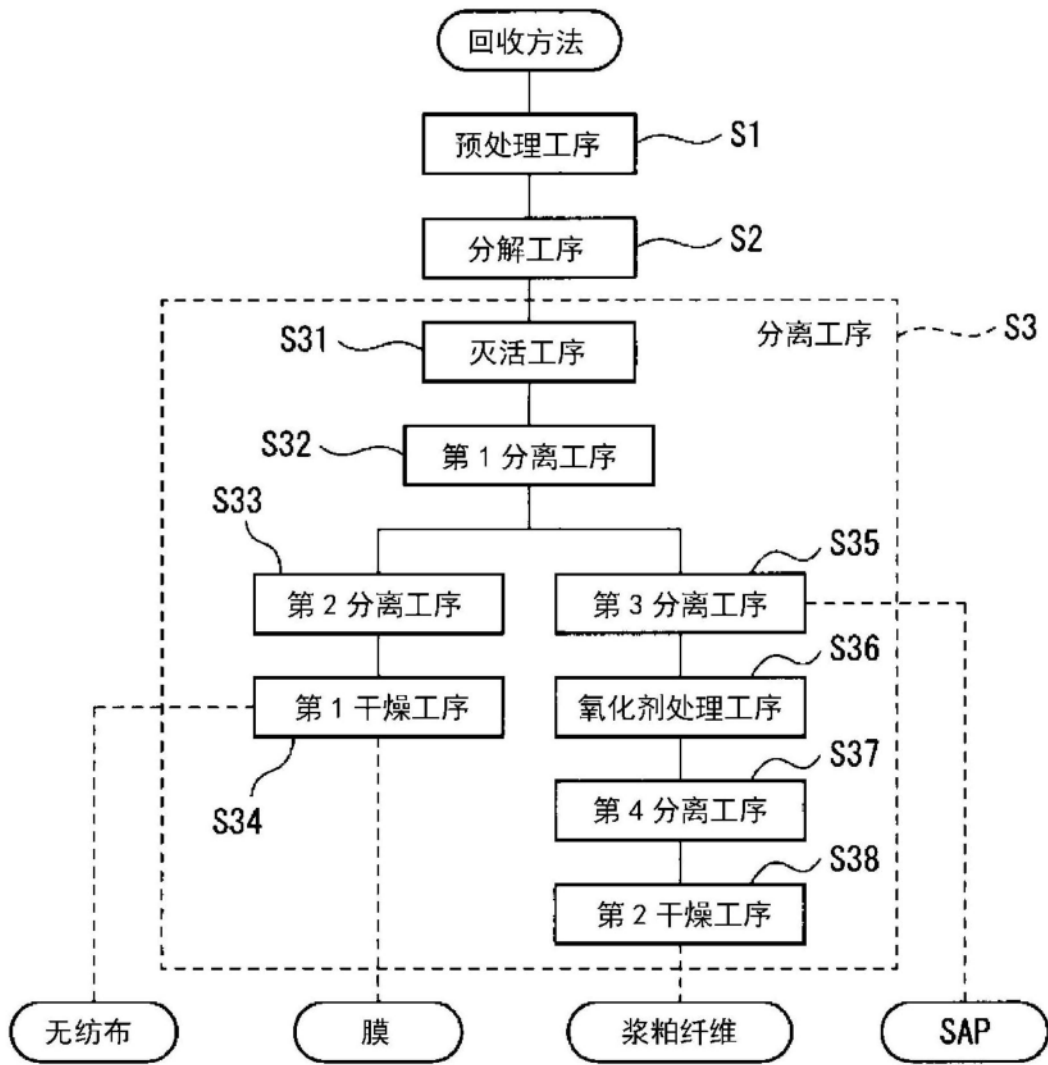 回收方法
预处理工序
S1
分解工序
S2
分离工序
S3
S31
灭活工序
S32
第1分离工序
S33
第2分离工序
S35
第3分离工序
S34
第1干燥工序
S36
氧化剂处理工序
S37
第4分离工序
S38
第2干燥工序
无纺布
膜
浆粕纤维
SAP